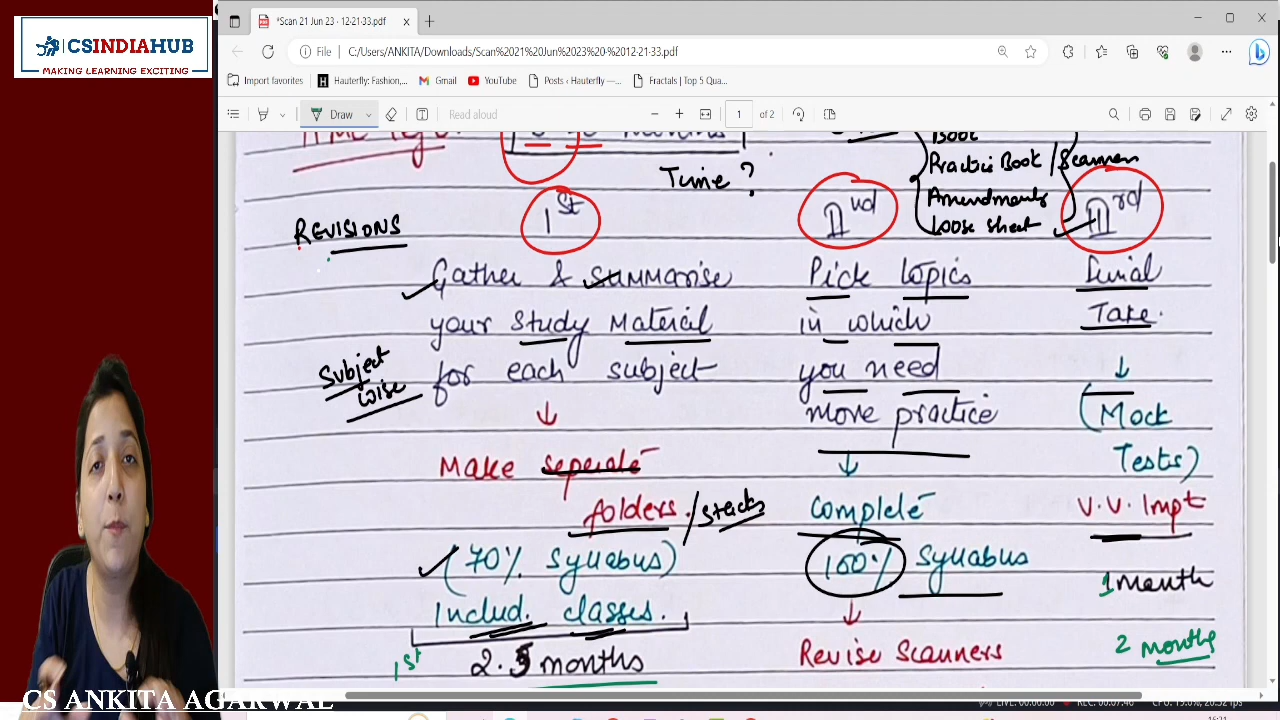 CSINDIAHUB
MAKING LEARNING EXCITING
*Scan 21 Jun 23 · 12·21·33.pdf
File
C:/Users/ANKITA/Downloads/Scan%2021%20Jun%2023%20·%2012·21·33.pdf
Import favorites
Hauterfly: Fashion,...
Gmail
YouTube
Posts ‹ Hauterfly —...
Fractals | Top 5 Qua...
Draw
Read aloud
1
of 2
months
Book
Time ?
Practice Book / Scanner
Amendments
Loose Sheet
REVISIONS
1st
IInd
IIIrd
Gather & summarise
your study Material
for each subject
Subject
wise
Make seperate
folders. / stacks
(70% Syllabus)
Includ. classes.
1st
2.5 months
Pick topics
in which
you need
more practice
Complete
100% Syllabus
Revise Scanners
Final
Take.
(Mock
Tests)
V.V. Impt
1 month
2 months
CS ANKITA AGARWAL